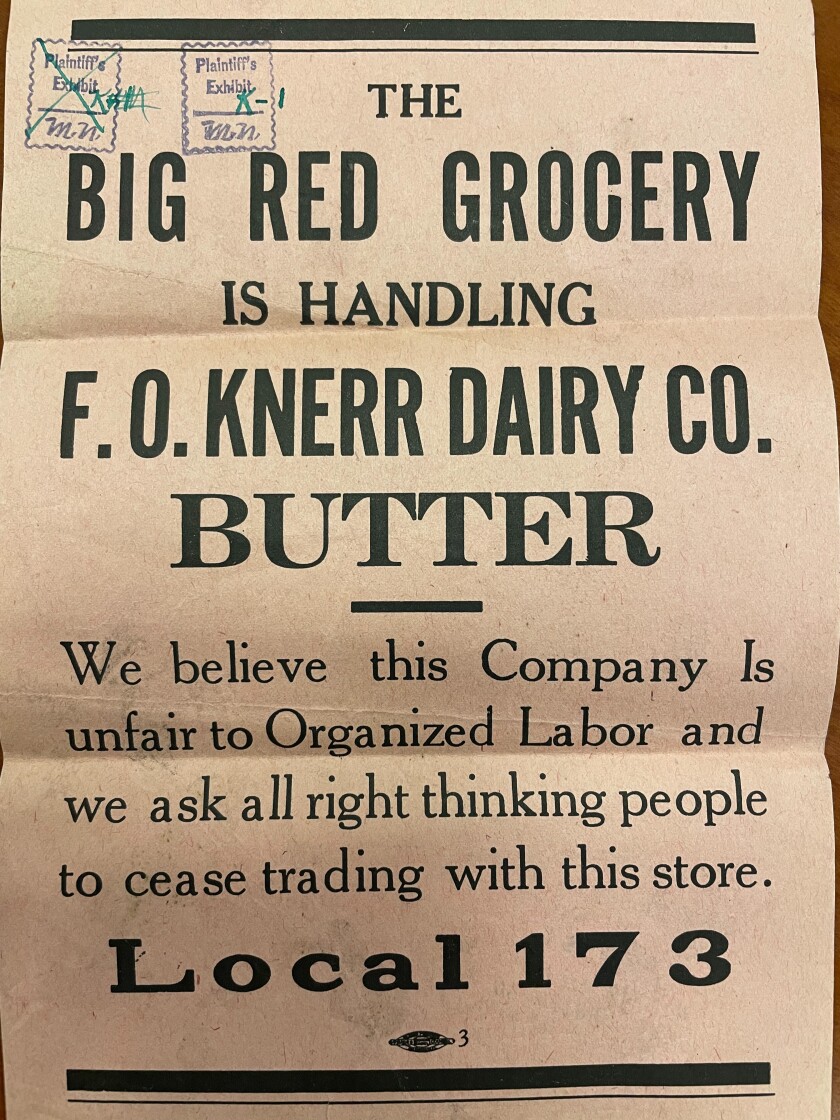 Plaintiff's
Exhibit
Plaintiff's
Exhibit
K-1
THE
BIG RED GROCERY
IS HANDLING
F. O. KNERR DAIRY CO.
BUTTER
We believe this Company Is
unfair to Organized Labor and
we ask all right thinking people
to cease trading with this store.
Local 173
3